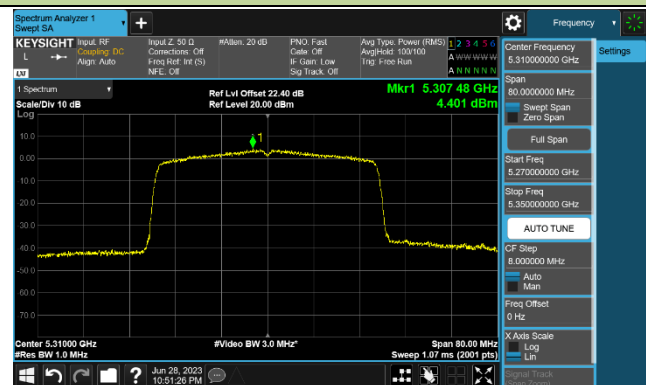 Spectrum Analyzer 1
Swept SA
Frequency
KEYSIGHT
Input: RF
Coupling: DC
Align: Auto
Input Z: 50 Ω
Corrections: Off
Freq Ref: Int (S)
NFE: Off
#Atten: 20 dB
PNO: Fast
Gate: Off
IF Gain: Low
Sig Track: Off
Avg Type: Power (RMS)
Avg|Hold: 100/100
Trig: Free Run
1 2 3 4 5 6
A W W W W W
A N N N N N
L
LXI
1 Spectrum
Scale/Div 10 dB
Log
Ref Lvl Offset 22.40 dB
Ref Level 20.00 dBm
Mkr1 5.307 48 GHz
4.401 dBm
1
10.0
0.00
-10.0
-20.0
-30.0
-40.0
-50.0
-60.0
-70.0
Center 5.31000 GHz
#Res BW 1.0 MHz
#Video BW 3.0 MHz*
Span 80.00 MHz
Sweep 1.07 ms (2001 pts)
Center Frequency
5.310000000 GHz
Settings
Span
80.0000000 MHz
Swept Span
Zero Span
Full Span
Start Freq
5.270000000 GHz
Stop Freq
5.350000000 GHz
AUTO TUNE
CF Step
8.000000 MHz
Auto
Man
Freq Offset
0 Hz
X Axis Scale
Log
Lin
Signal Track
(Span Zoom)
Jun 28, 2023
10:51:26 PM